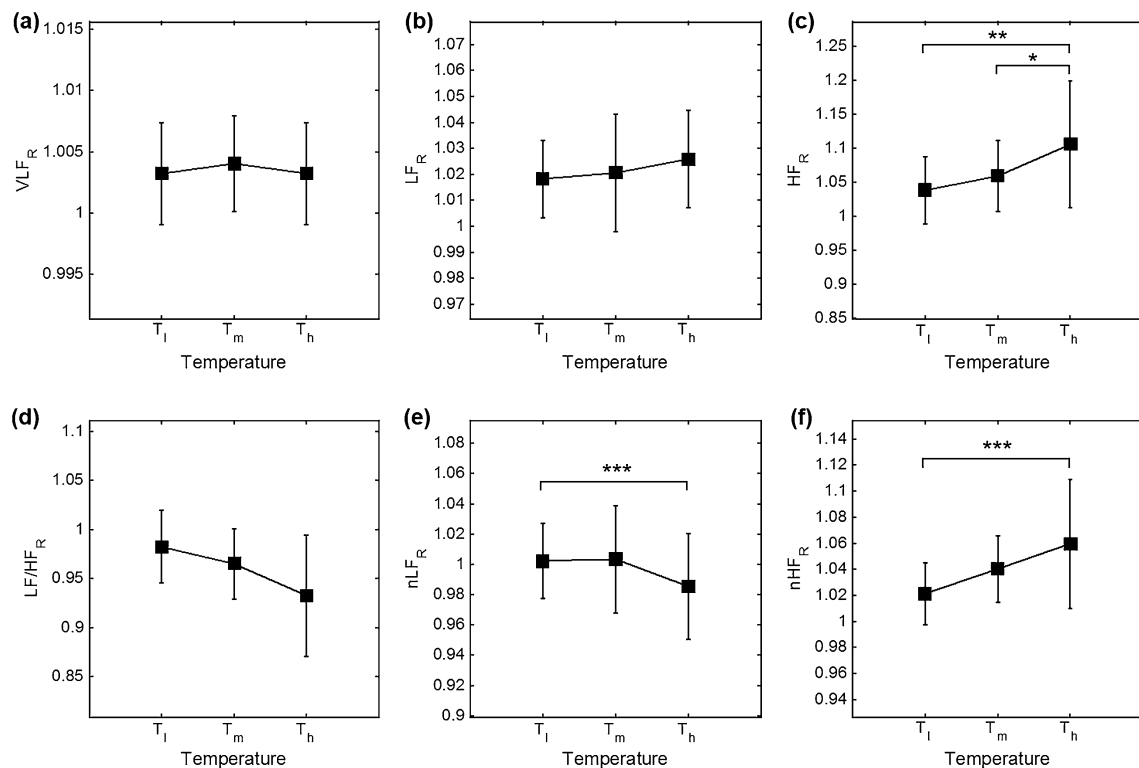 (a)
1.015
1.01
1.005
1
0.995
VLF_R
T_l T_m T_h
Temperature
(b)
1.07
1.06
1.05
1.04
1.03
1.02
1.01
1
0.99
0.98
0.97
LF_R
T_l T_m T_h
Temperature
(c)
1.25
1.2
1.15
1.1
1.05
1
0.95
0.9
0.85
HF_R
**
*
T_l T_m T_h
Temperature
(d)
1.1
1.05
1
0.95
0.9
0.85
LF/HF_R
T_l T_m T_h
Temperature
(e)
1.08
1.06
1.04
1.02
1
0.98
0.96
0.94
0.92
0.9
nLF_R
***
T_l T_m T_h
Temperature
(f)
1.14
1.12
1.1
1.08
1.06
1.04
1.02
1
0.98
0.96
0.94
nHF_R
***
T_l T_m T_h
Temperature